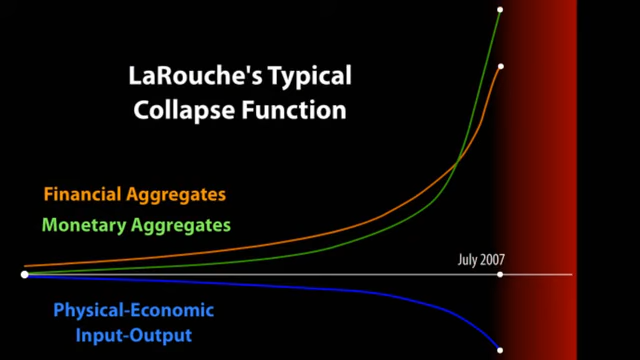 LaRouche's Typical
Collapse Function
Financial Aggregates
Monetary Aggregates
July 2007
Physical-Economic
Input-Output